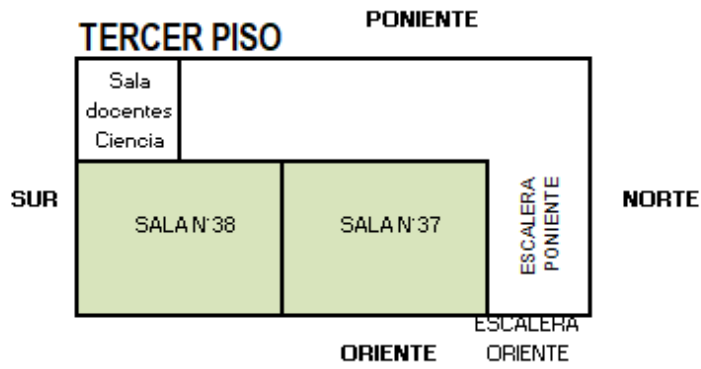 PONIENTE
TERCER PISO
Sala
docentes
Ciencia
SUR
SALA N°38
SALA N°37
ESCALERA
PONIENTE
NORTE
ESCALERA
ORIENTE
ORIENTE